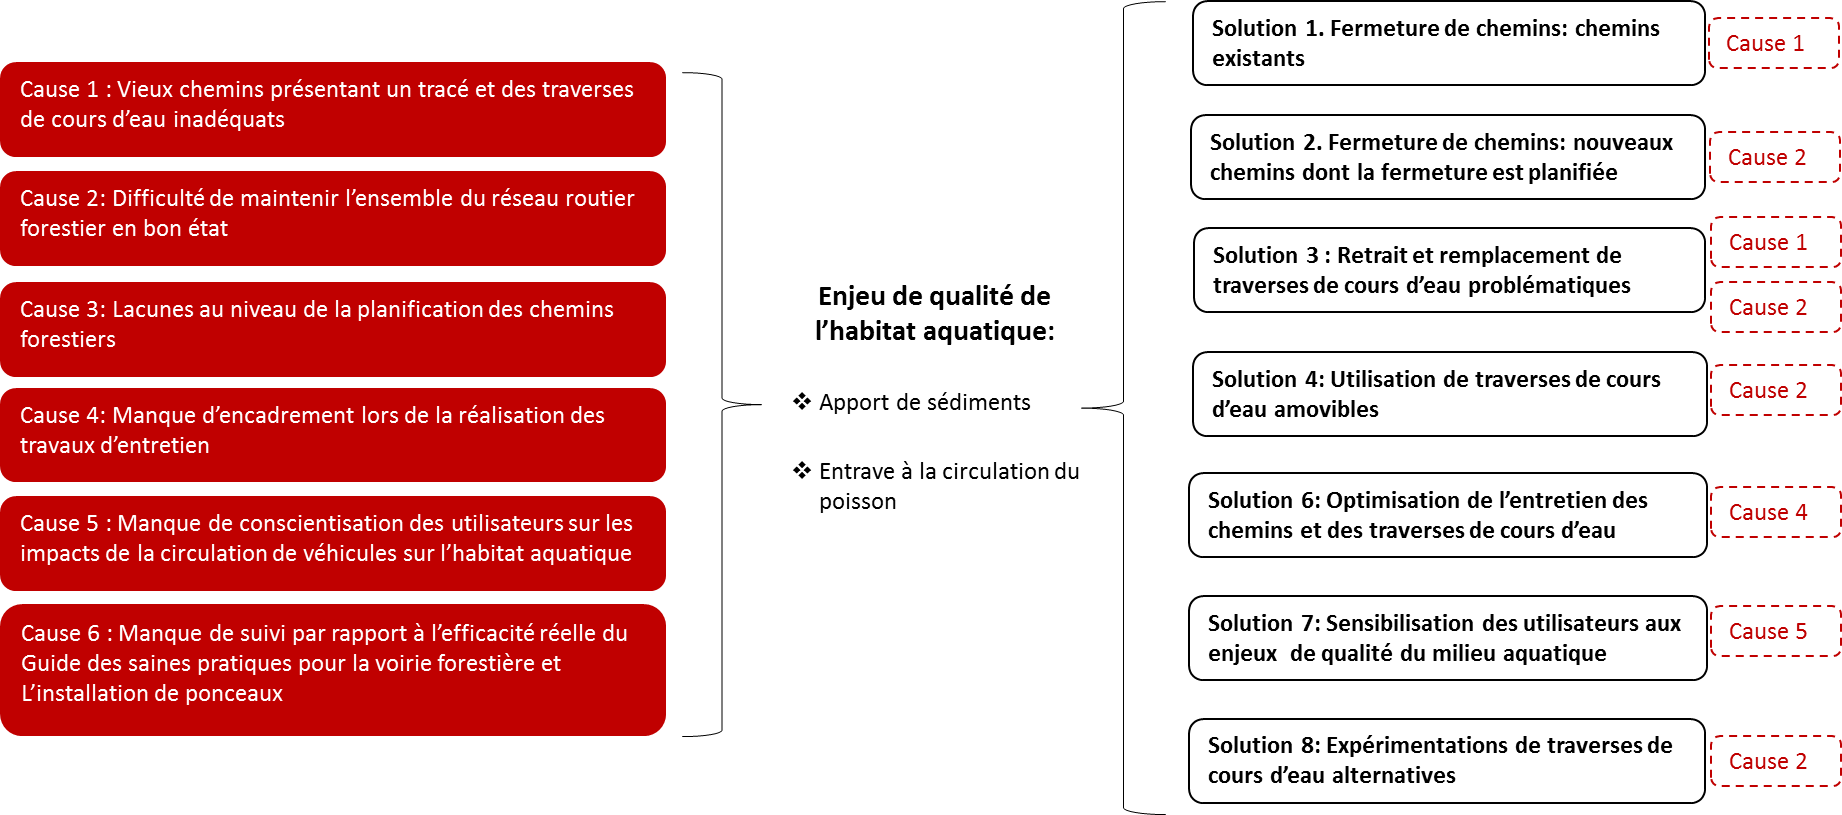 Cause 1 : Vieux chemins présentant un tracé et des traverses
de cours d’eau inadéquats
Cause 2: Difficulté de maintenir l’ensemble du réseau routier
forestier en bon état
Cause 3: Lacunes au niveau de la planification des chemins
forestiers
Cause 4: Manque d’encadrement lors de la réalisation des
travaux d’entretien
Cause 5 : Manque de conscientisation des utilisateurs sur les
impacts de la circulation de véhicules sur l’habitat aquatique
Cause 6 : Manque de suivi par rapport à l’efficacité réelle du
Guide des saines pratiques pour la voirie forestière et
L’installation de ponceaux
Enjeu de qualité de
l’habitat aquatique:
❖ Apport de sédiments
❖ Entrave à la circulation du
poisson
Solution 1. Fermeture de chemins: chemins
existants
Cause 1
Solution 2. Fermeture de chemins: nouveaux
chemins dont la fermeture est planifiée
Cause 2
Solution 3 : Retrait et remplacement de
traverses de cours d’eau problématiques
Cause 1
Cause 2
Solution 4: Utilisation de traverses de cours
d’eau amovibles
Cause 2
Solution 6: Optimisation de l’entretien des
chemins et des traverses de cours d’eau
Cause 4
Solution 7: Sensibilisation des utilisateurs aux
enjeux de qualité du milieu aquatique
Cause 5
Solution 8: Expérimentations de traverses de
cours d’eau alternatives
Cause 2